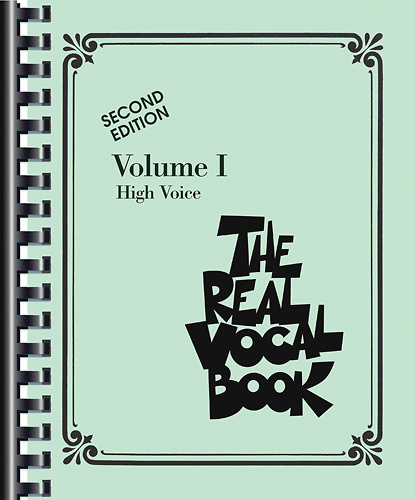 SECOND
EDITION
Volume I
High Voice
THE
REAL
VOCAL
BOOK